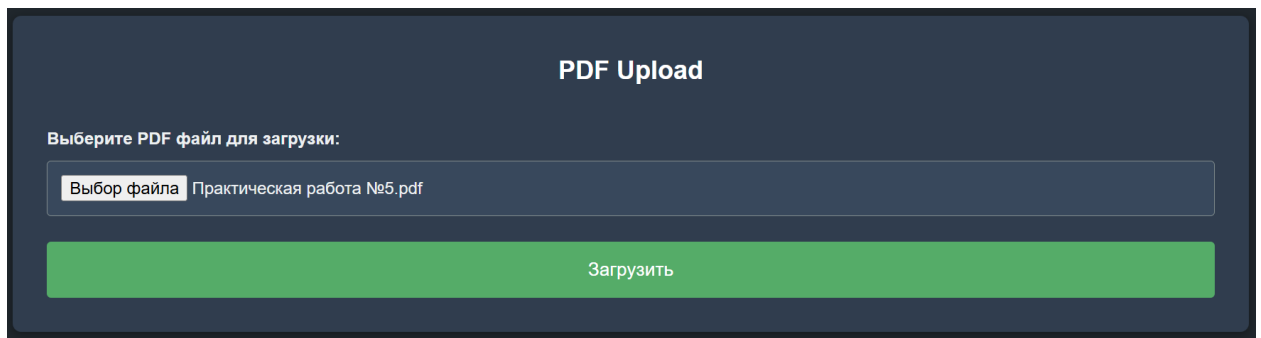 PDF Upload
Выберите PDF файл для загрузки:
Выбор файла Практическая работа №5.pdf
Загрузить